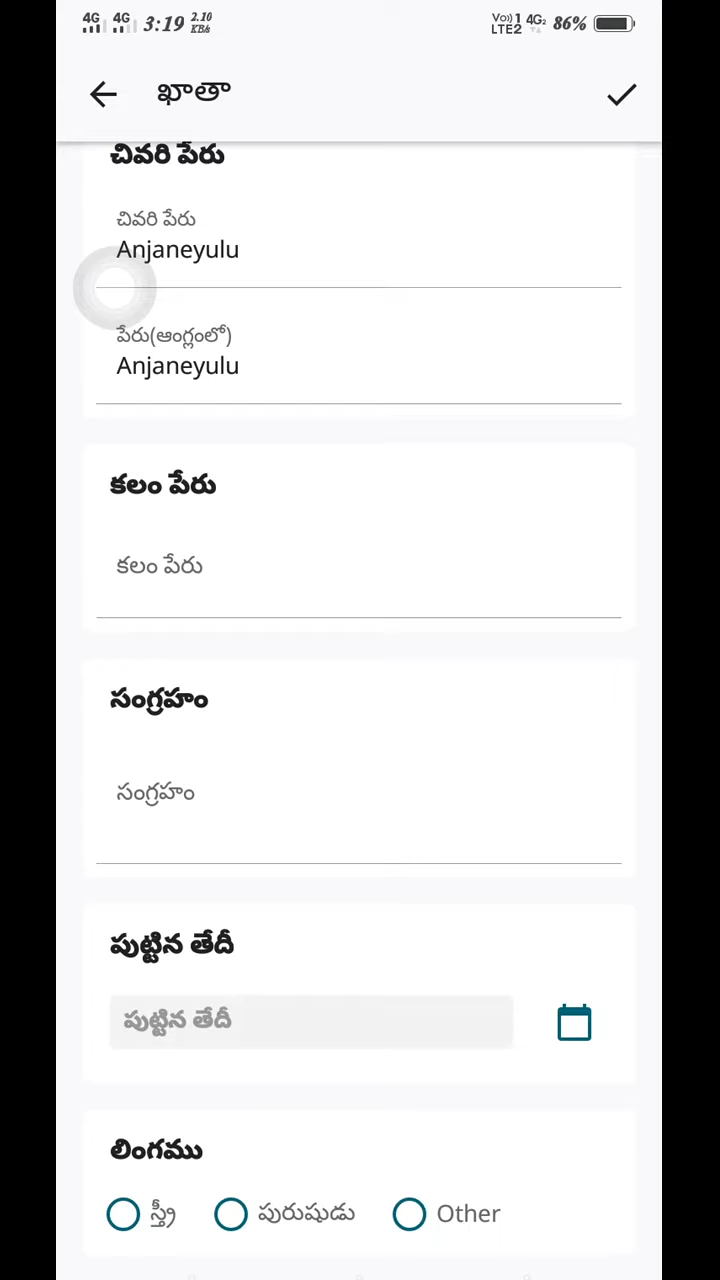 4G 4G 3:19 2.10 KB/s Vo)) 1 4G2 LTE2 86%
ఖాతా
చివరి పేరు
చివరి పేరు
Anjaneyulu
పేరు(ఆంగ్లంలో)
Anjaneyulu
కలం పేరు
కలం పేరు
సంగ్రహం
సంగ్రహం
పుట్టిన తేదీ
పుట్టిన తేదీ
లింగము
స్త్రీ పురుషుడు Other